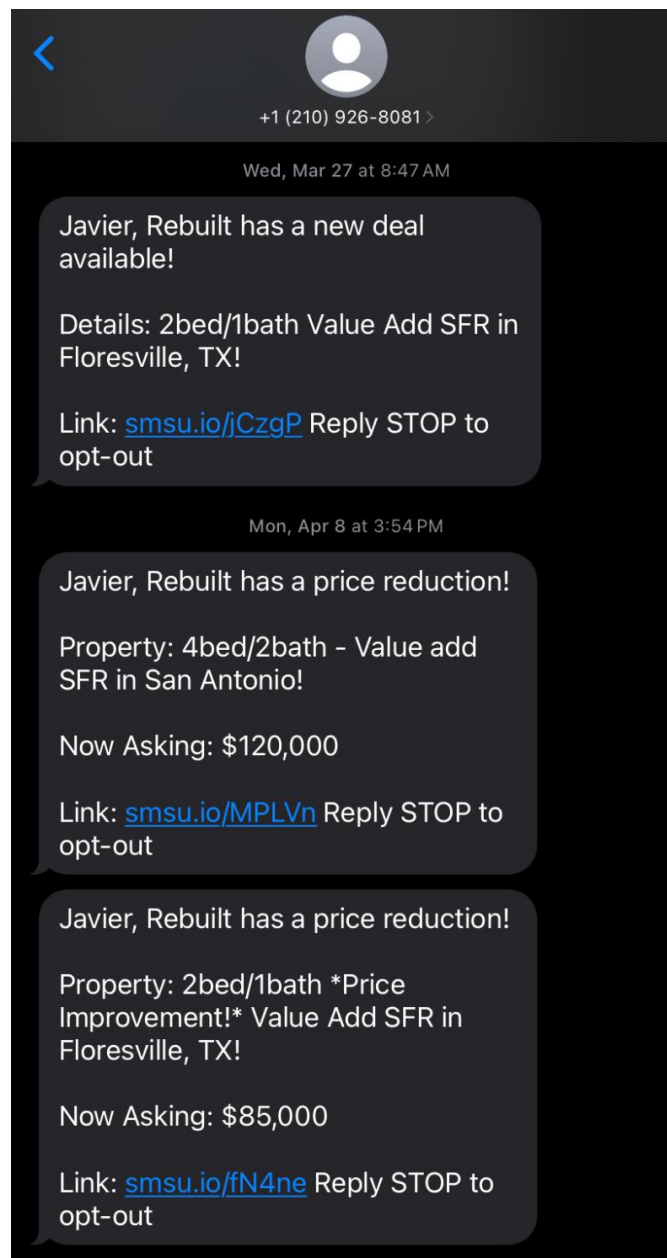 +1 (210) 926-8081 >
Wed, Mar 27 at 8:47 AM
Javier, Rebuilt has a new deal
available!
Details: 2bed/1bath Value Add SFR in
Floresville, TX!
Link: smsu.io/jCzgP Reply STOP to
opt-out
Mon, Apr 8 at 3:54 PM
Javier, Rebuilt has a price reduction!
Property: 4bed/2bath - Value add
SFR in San Antonio!
Now Asking: $120,000
Link: smsu.io/MPLVn Reply STOP to
opt-out
Javier, Rebuilt has a price reduction!
Property: 2bed/1bath *Price
Improvement!* Value Add SFR in
Floresville, TX!
Now Asking: $85,000
Link: smsu.io/fN4ne Reply STOP to
opt-out